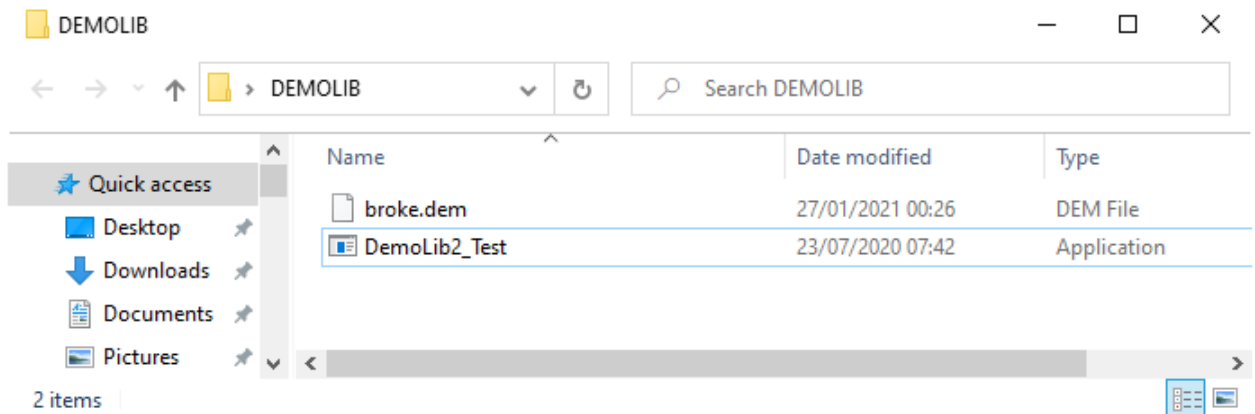 DEMOLIB
DEMOLIB Search DEMOLIB
Name Date modified Type
Quick access
broke.dem 27/01/2021 00:26 DEM File
Desktop
DemoLib2_Test 23/07/2020 07:42 Application
Downloads
Documents
Pictures
2 items